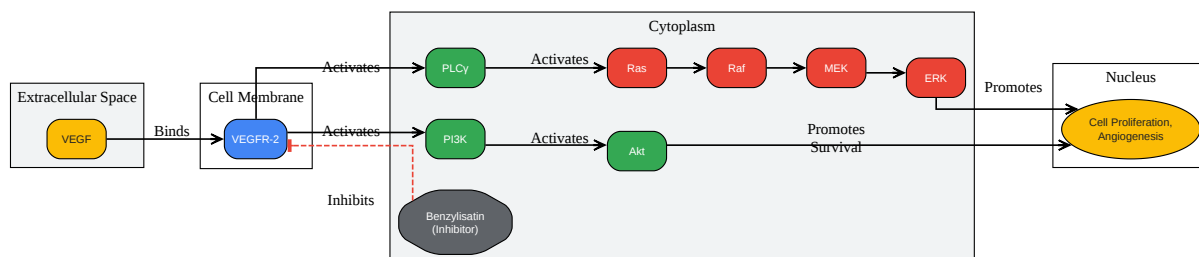 Cytoplasm
Extracellular Space
Cell Membrane
Nucleus
VEGF
Binds
VEGFR-2
Activates
PLCγ
Activates
Ras
Raf
MEK
ERK
Promotes
Activates
PI3K
Activates
Akt
Promotes
Survival
Cell Proliferation,
Angiogenesis
Inhibits
Benzylisatin
(Inhibitor)